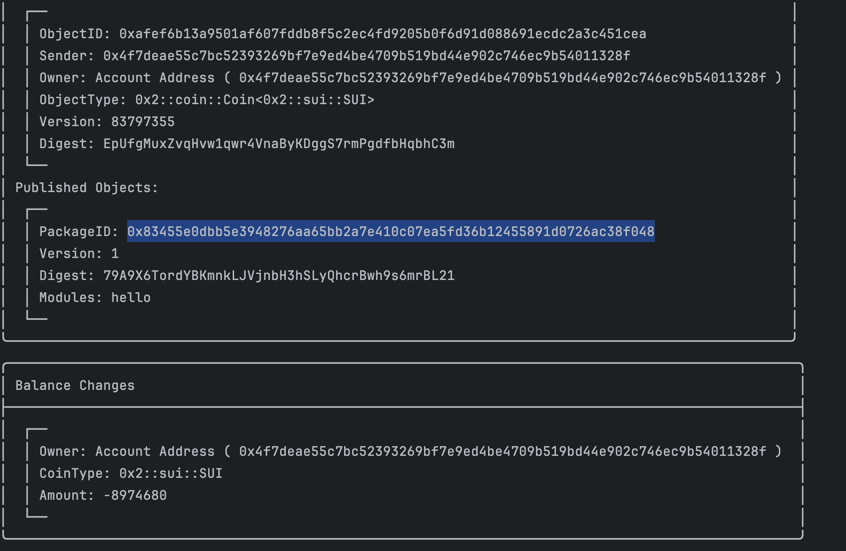 ObjectID: 0xafef6b13a9501af607fddb8f5c2ec4fd9205b0f6d91d088691ecdc2a3c451cea
Sender: 0x4f7deae55c7bc52393269bf7e9ed4be4709b519bd44e902c746ec9b54011328f
Owner: Account Address ( 0x4f7deae55c7bc52393269bf7e9ed4be4709b519bd44e902c746ec9b54011328f )
ObjectType: 0x2::coin::Coin<0x2::sui::SUI>
Version: 83797355
Digest: EpUfgMuxZvqHvw1qwr4VnaByKDggS7rmPgdfbHqbhC3m
Published Objects:
PackageID: 0x83455e0dbb5e3948276aa65bb2a7e410c07ea5fd36b12455891d0726ac38f048
Version: 1
Digest: 79A9X6TordYBKmnkLJVjnbH3hSLyQhcrBwh9s6mrBL21
Modules: hello
Balance Changes
Owner: Account Address ( 0x4f7deae55c7bc52393269bf7e9ed4be4709b519bd44e902c746ec9b54011328f )
CoinType: 0x2::sui::SUI
Amount: -8974680